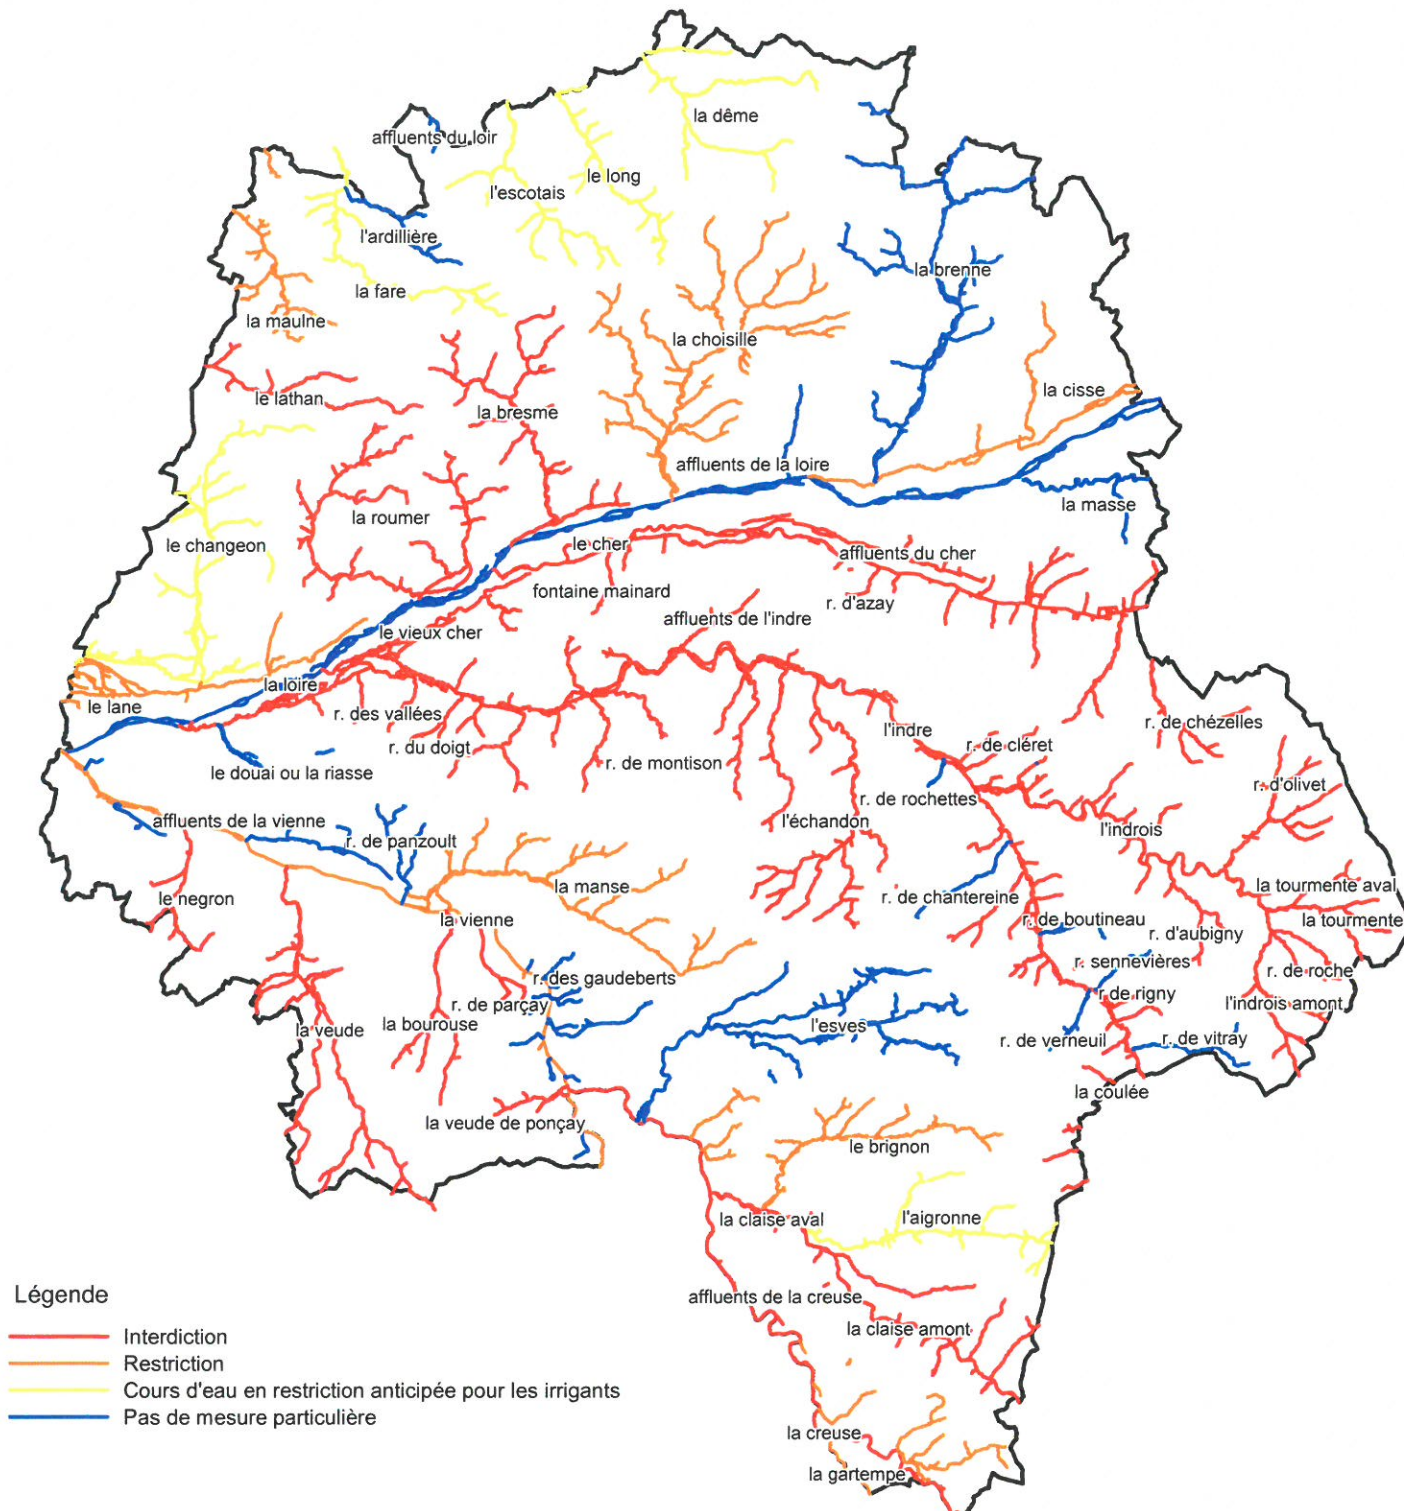 la dême
affluents du loir
le long
l'escotais
l'ardillière
la brenne
la fare
la maulne
la choisille
la cisse
le lathan
la bresme
affluents de la loire
la masse
la roumer
le changeon
le cher
affluents du cher
fontaine mainard
r. d'azay
affluents de l'indre
le vieux cher
la loire
le lane
r. des vallées
r. de chézelles
l'indre
r. du doigt
r. de cléret
r. de montison
le douai ou la riasse
r. d'olivet
r. de rochettes
affluents de la vienne
l'échandon
l'indrois
r. de panzoult
la manse
la tourmente aval
le negron
r. de chantereine
la vienne
r. de boutineau
la tourmente
r. d'aubigny
r. sennevières
r. de roche
r. des gaudeberts
r de rigny
r. de parçay
l'indrois amont
la bourouse
l'esves
la veude
r. de verneuil
r. de vitray
la coulée
la veude de ponçay
le brignon
la claise aval
l'aigronne
affluents de la creuse
la claise amont
la creuse
la gartempe
Légende
Interdiction
Restriction
Cours d'eau en restriction anticipée pour les irrigants
Pas de mesure particulière